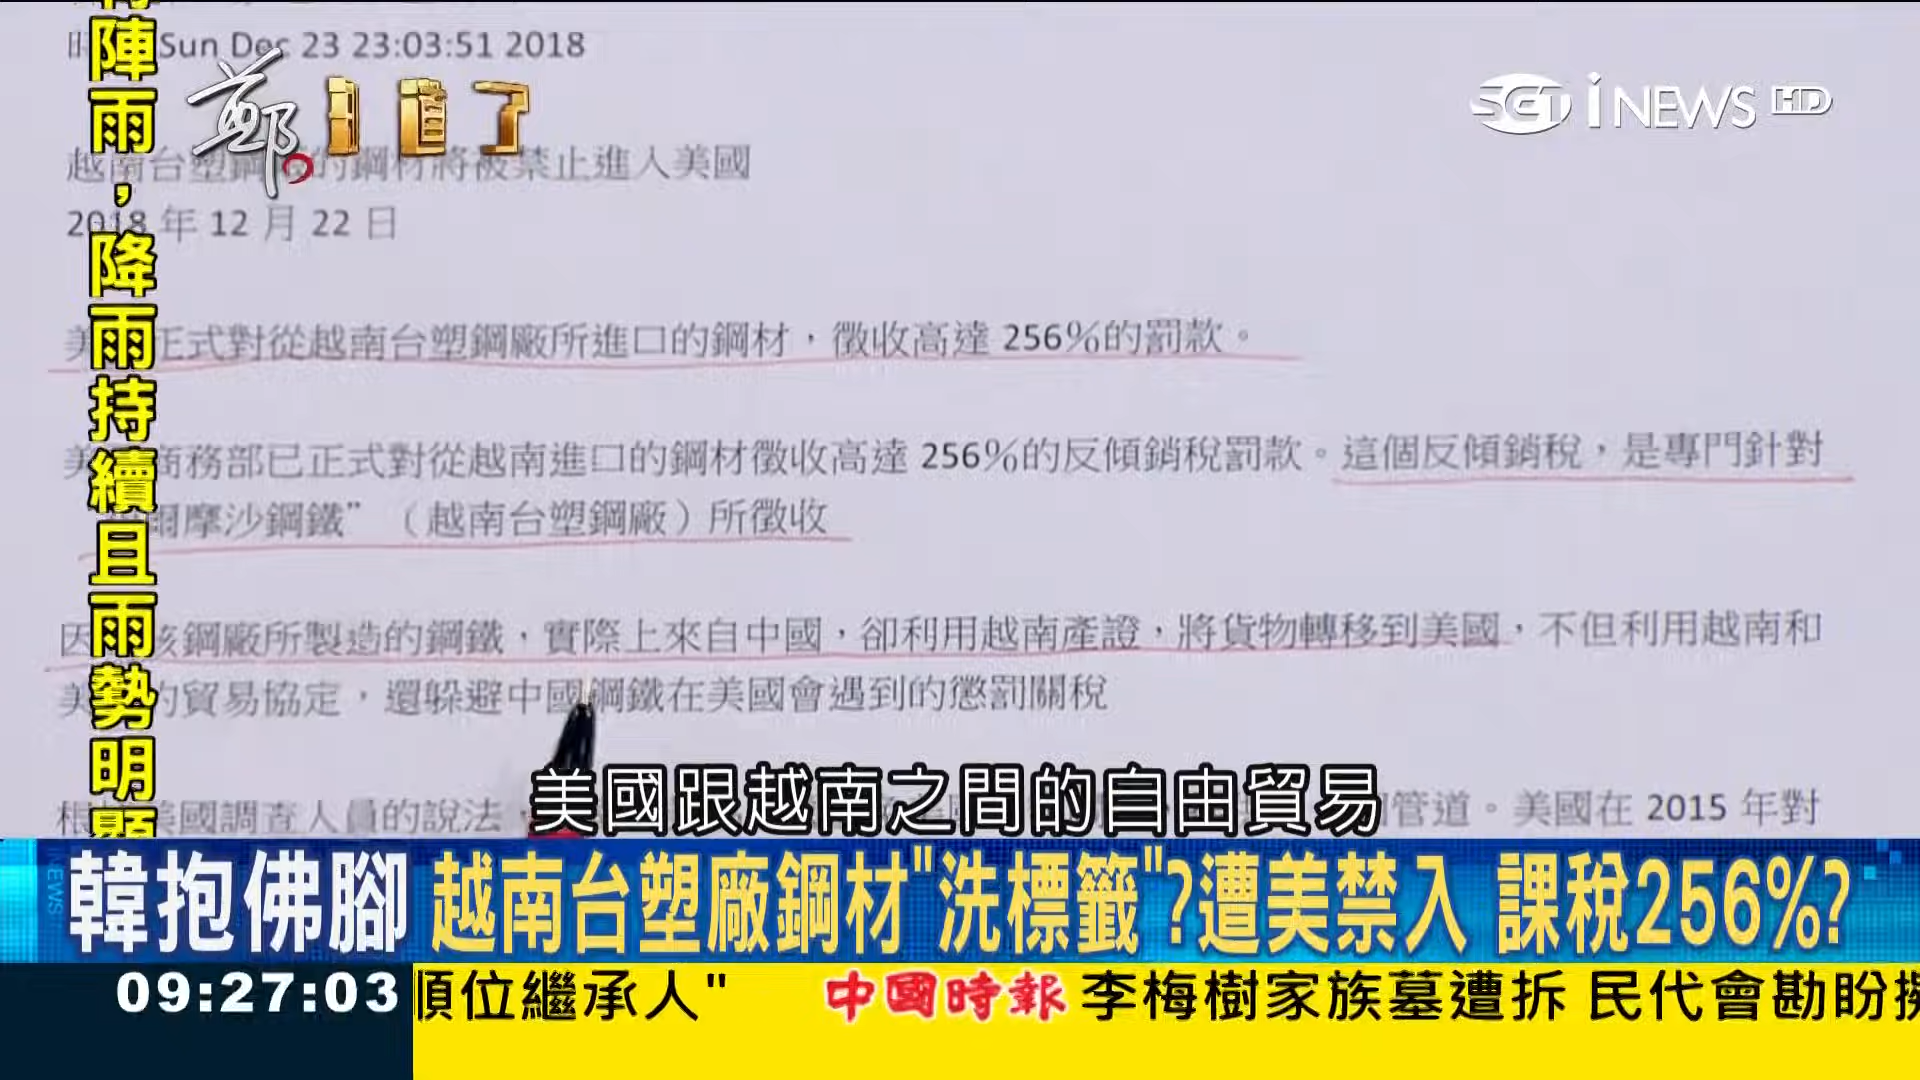 Sun Dec 23 23:03:51 2018
鄭知道了
SET iNEWS HD
越南台塑鋼廠的鋼材將被禁止進入美國
2018 年 12 月 22 日
正式對從越南台塑鋼廠所進口的鋼材，徵收高達 256%的罰款。
商務部已正式對從越南進口的鋼材徵收高達 256%的反傾銷稅罰款。這個反傾銷稅，是專門針對
爾摩沙鋼鐵”（越南台塑鋼廠）所徵收
因 該鋼廠所製造的鋼鐵，實際上來自中國，卻利用越南產證，將貨物轉移到美國，不但利用越南和
美 的貿易協定，還躲避中國鋼鐵在美國會遇到的懲罰關稅
美國調查人員的說法， 管道。美國在 2015 年對
陣雨，降雨持續且雨勢明顯
美國跟越南之間的自由貿易
NEWS
韓抱佛腳 越南台塑廠鋼材"洗標籤"?遭美禁入 課稅256%?
09:27:03 順位繼承人" 中國時報 李梅樹家族墓遭拆 民代會勘盼